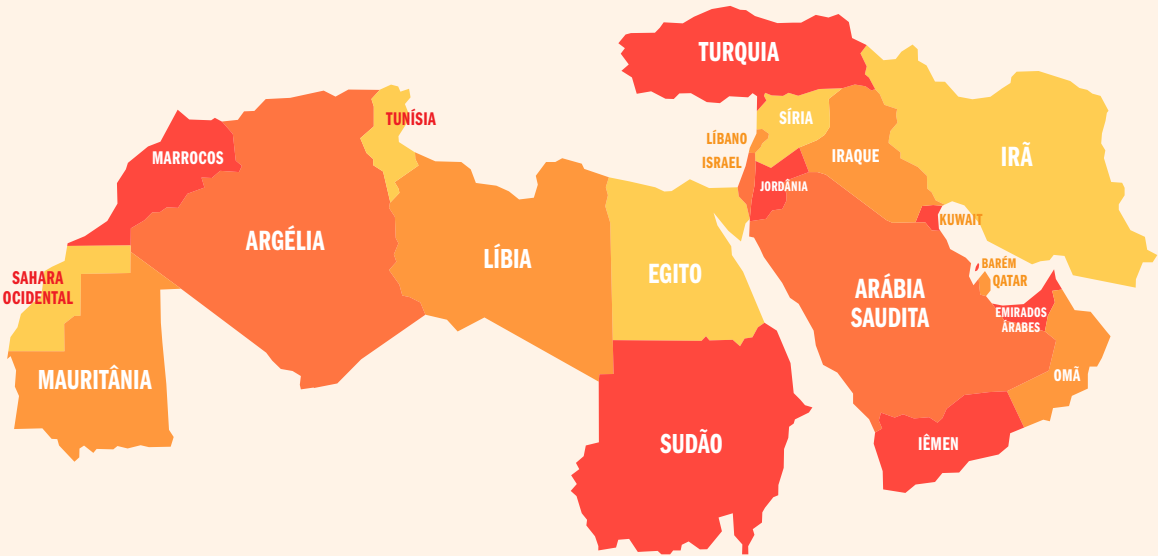 TURQUIA
TUNÍSIA
SÍRIA
LÍBANO
ISRAEL
IRAQUE
IRÃ
MARROCOS
JORDÂNIA
KUWAIT
ARGÉLIA
LÍBIA
EGITO
BARÉM
QATAR
SAHARA
OCIDENTAL
ARÁBIA
SAUDITA
EMIRADOS
ÁRABES
MAURITÂNIA
OMÃ
SUDÃO
IÊMEN